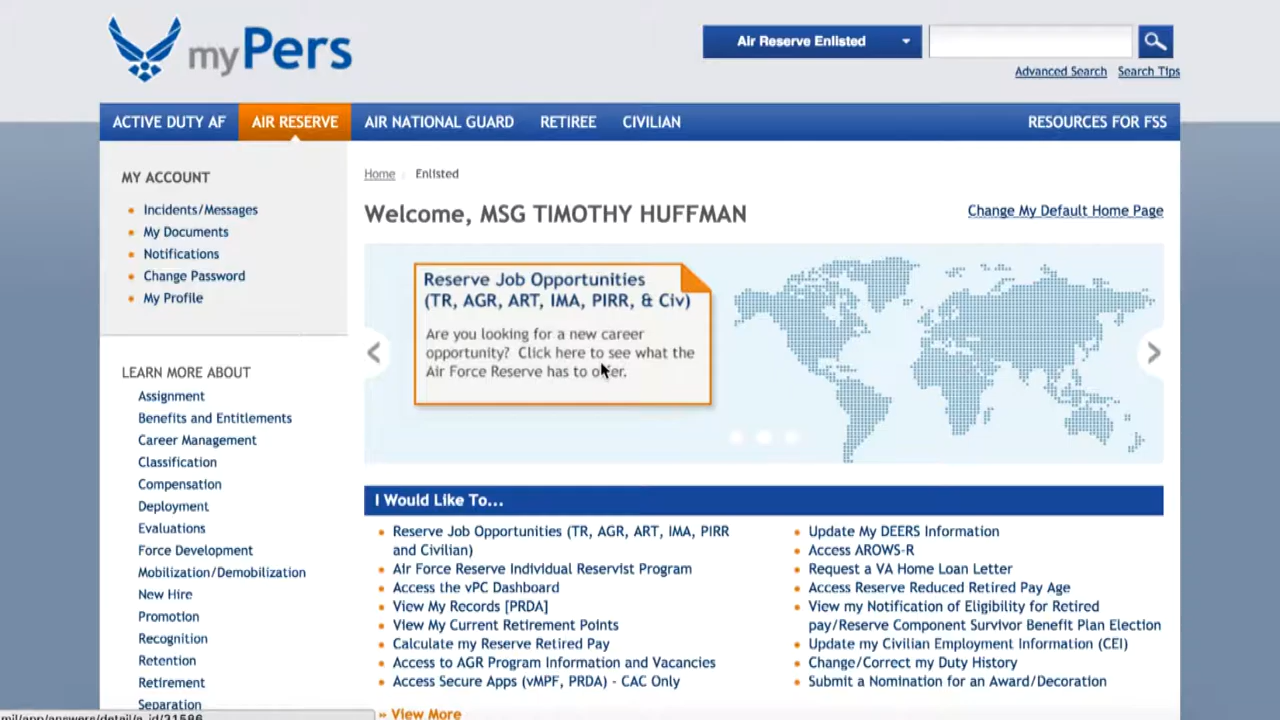 myPers
Air Reserve Enlisted
Advanced Search Search Tips
ACTIVE DUTY AF AIR RESERVE AIR NATIONAL GUARD RETIREE CIVILIAN RESOURCES FOR FSS
MY ACCOUNT
Incidents/Messages
My Documents
Notifications
Change Password
My Profile
LEARN MORE ABOUT
Assignment
Benefits and Entitlements
Career Management
Classification
Compensation
Deployment
Evaluations
Force Development
Mobilization/Demobilization
New Hire
Promotion
Recognition
Retention
Retirement
Separation
Home Enlisted
Welcome, MSG TIMOTHY HUFFMAN
Change My Default Home Page
Reserve Job Opportunities
(TR, AGR, ART, IMA, PIRR, & Civ)
Are you looking for a new career
opportunity? Click here to see what the
Air Force Reserve has to offer.
I Would Like To...
Reserve Job Opportunities (TR, AGR, ART, IMA, PIRR
and Civilian)
Air Force Reserve Individual Reservist Program
Access the vPC Dashboard
View My Records [PRDA]
View My Current Retirement Points
Calculate my Reserve Retired Pay
Access to AGR Program Information and Vacancies
Access Secure Apps (vMPF, PRDA) - CAC Only
» View More
Update My DEERS Information
Access AROWS-R
Request a VA Home Loan Letter
Access Reserve Reduced Retired Pay Age
View my Notification of Eligibility for Retired
pay/Reserve Component Survivor Benefit Plan Election
Update my Civilian Employment Information (CEI)
Change/Correct my Duty History
Submit a Nomination for an Award/Decoration